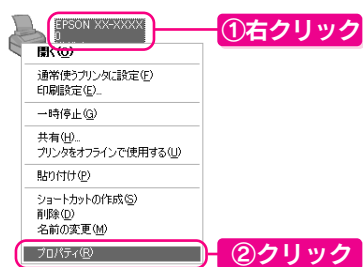 EPSON XX-XXXX
0
①右クリック
開く(O)
通常使うプリンタに設定(F)
印刷設定(E)...
一時停止(G)
共有(H)...
プリンタをオフラインで使用する(U)
貼り付け(P)
ショートカットの作成(S)
削除(D)
名前の変更(M)
プロパティ(R)
②クリック